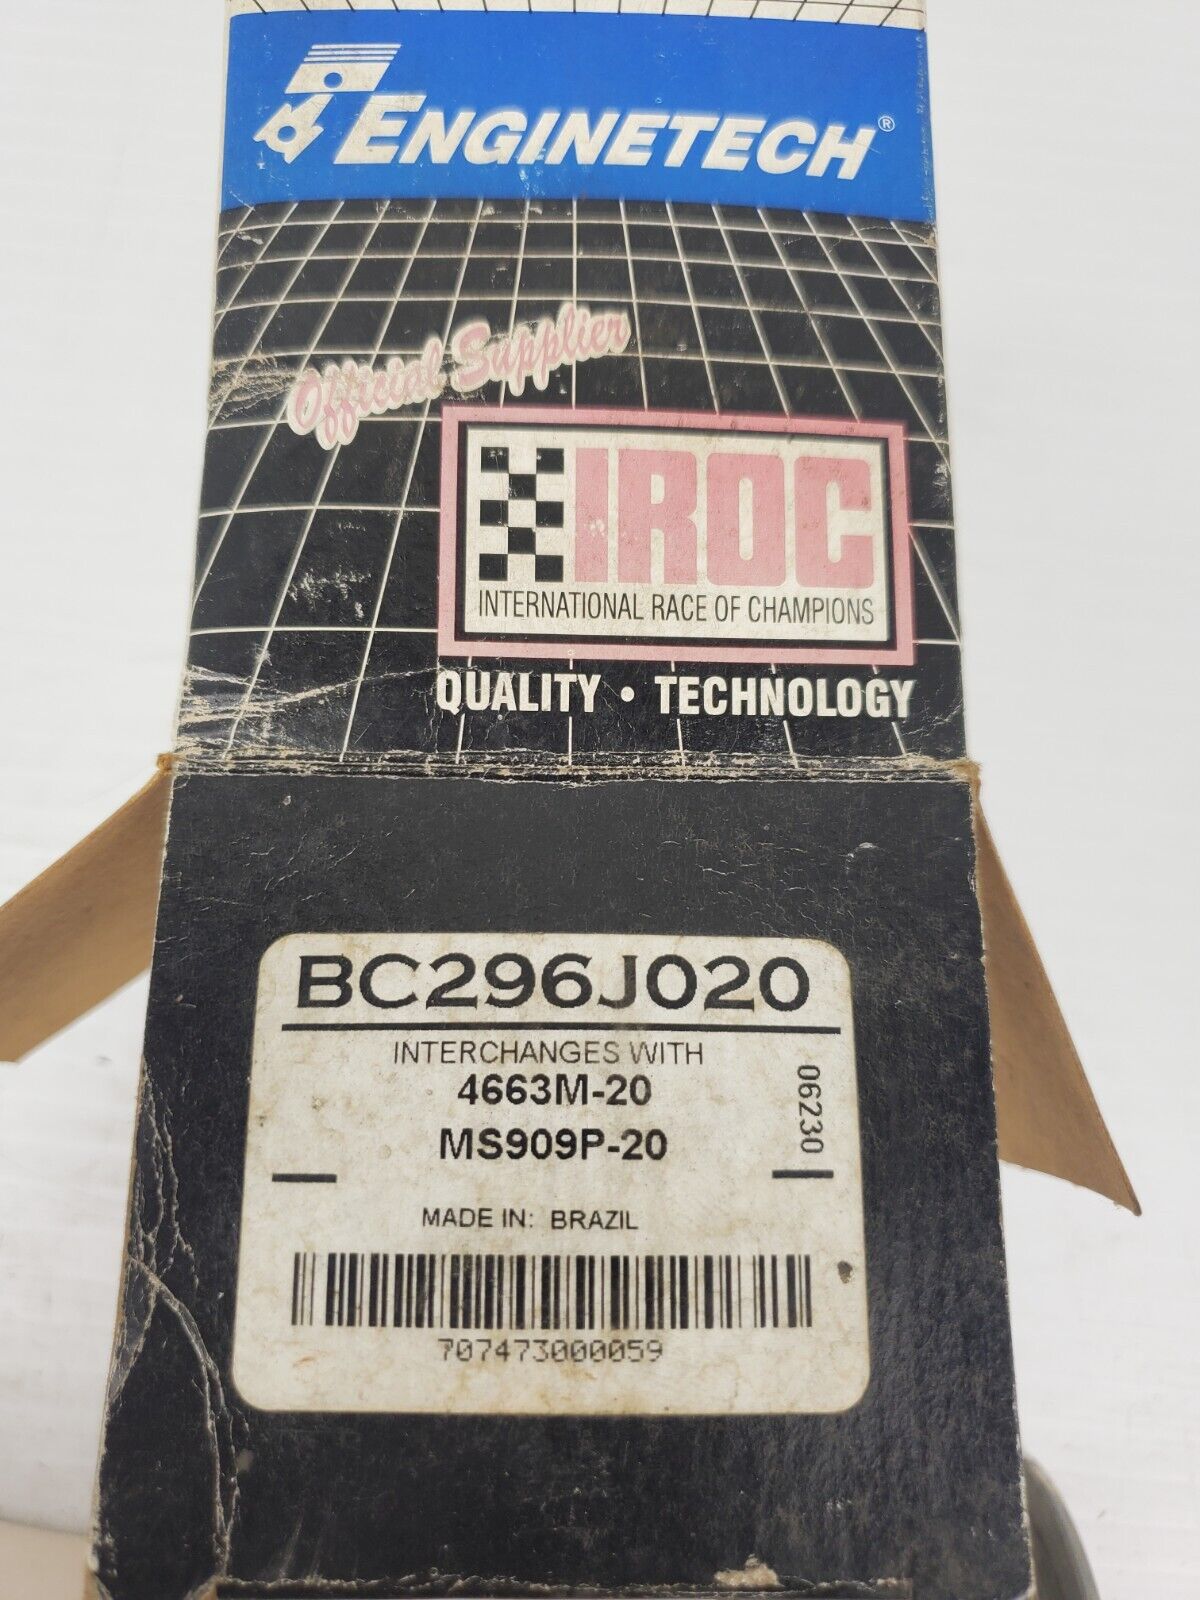 ENGINETECH®
Official Supplier
IROC
INTERNATIONAL RACE OF CHAMPIONS
QUALITY • TECHNOLOGY
BC296J020
INTERCHANGES WITH
4663M-20
MS909P-20
06230
MADE IN: BRAZIL
707473000059